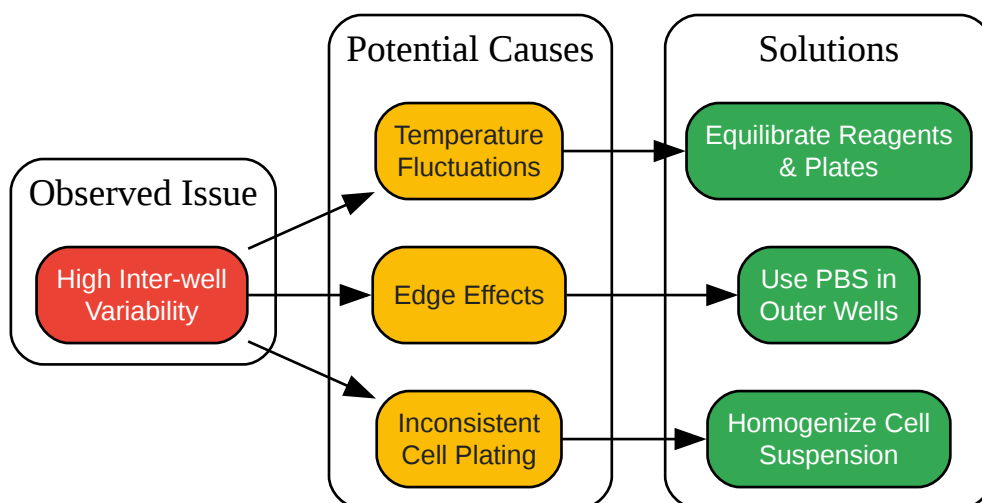 Observed Issue
High Inter-well
Variability
Potential Causes
Temperature
Fluctuations
Edge Effects
Inconsistent
Cell Plating
Solutions
Equilibrate Reagents
& Plates
Use PBS in
Outer Wells
Homogenize Cell
Suspension